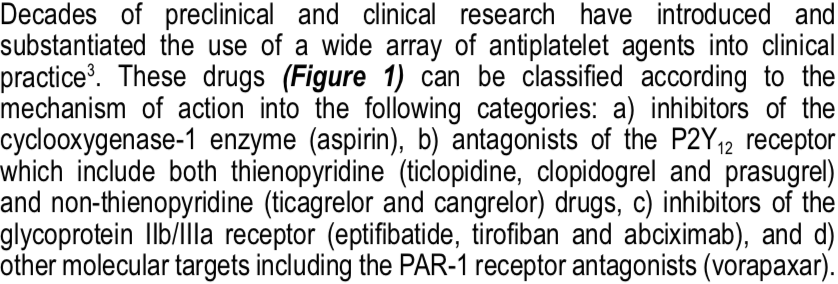 Decades of preclinical and clinical research have introduced and
substantiated the use of a wide array of antiplatelet agents into clinical
practice³. These drugs (Figure 1) can be classified according to the
mechanism of action into the following categories: a) inhibitors of the
cyclooxygenase-1 enzyme (aspirin), b) antagonists of the P2Y₁₂ receptor
which include both thienopyridine (ticlopidine, clopidogrel and prasugrel)
and non-thienopyridine (ticagrelor and cangrelor) drugs, c) inhibitors of the
glycoprotein IIb/IIIa receptor (eptifibatide, tirofiban and abciximab), and d)
other molecular targets including the PAR-1 receptor antagonists (vorapaxar).